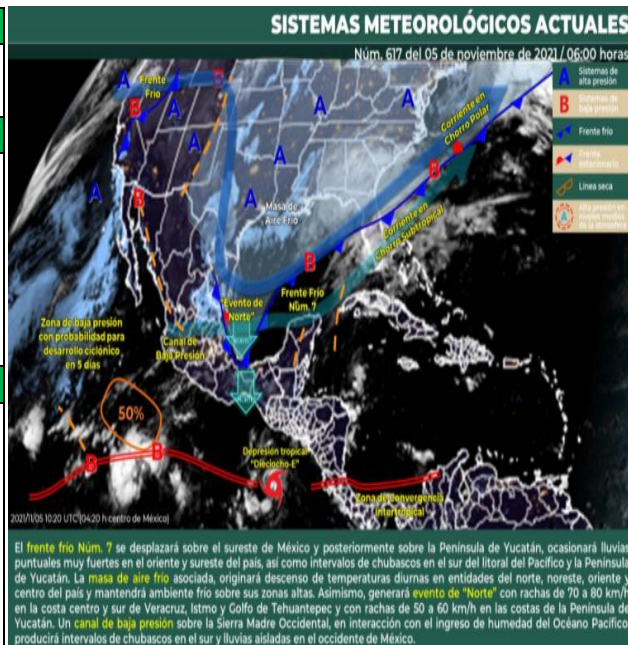 SISTEMAS METEOROLÓGICOS ACTUALES
Núm. 617 del 05 de noviembre de 2021 / 06:00 horas
A
Sistemas de
alta presión
B
Sistemas de
baja presión
Frente frío
Frente
estacionario
Línea seca
A
Alta presión en
niveles medios
de la atmósfera
A
Frente
Frío
B
B
A
A
A
A
A
A
A
A
A
B
Corriente en
Chorro Polar
B
Masa de
Aire Frío
Corriente en
Chorro Subtropical
B
"Evento de
Norte"
Frente Frío
Núm. 7
Zona de baja presión
con probabilidad para
desarrollo ciclónico
en 5 días
Canal de
Baja Presión
50%
B
B
Depresión tropical
"Dieciocho-E"
Zona de Convergencia
Intertropical
2021/11/05 10:20 UTC (04:20 h centro de México)
El frente frío Núm. 7 se desplazará sobre el sureste de México y posteriormente sobre la Península de Yucatán, ocasionará lluvias
puntuales muy fuertes en el oriente y sureste del país, así como intervalos de chubascos en el sur del litoral del Pacífico y la Península
de Yucatán. La masa de aire frío asociada, originará descenso de temperaturas diurnas en entidades del norte, noreste, oriente y
centro del país y mantendrá ambiente frío sobre sus zonas altas. Asimismo, generará evento de "Norte" con rachas de 70 a 80 km/h
en la costa centro y sur de Veracruz, Istmo y Golfo de Tehuantepec y con rachas de 50 a 60 km/h en las costas de la Península de
Yucatán. Un canal de baja presión sobre la Sierra Madre Occidental, en interacción con el ingreso de humedad del Océano Pacífico
producirá intervalos de chubascos en el sur y lluvias aisladas en el occidente de México.